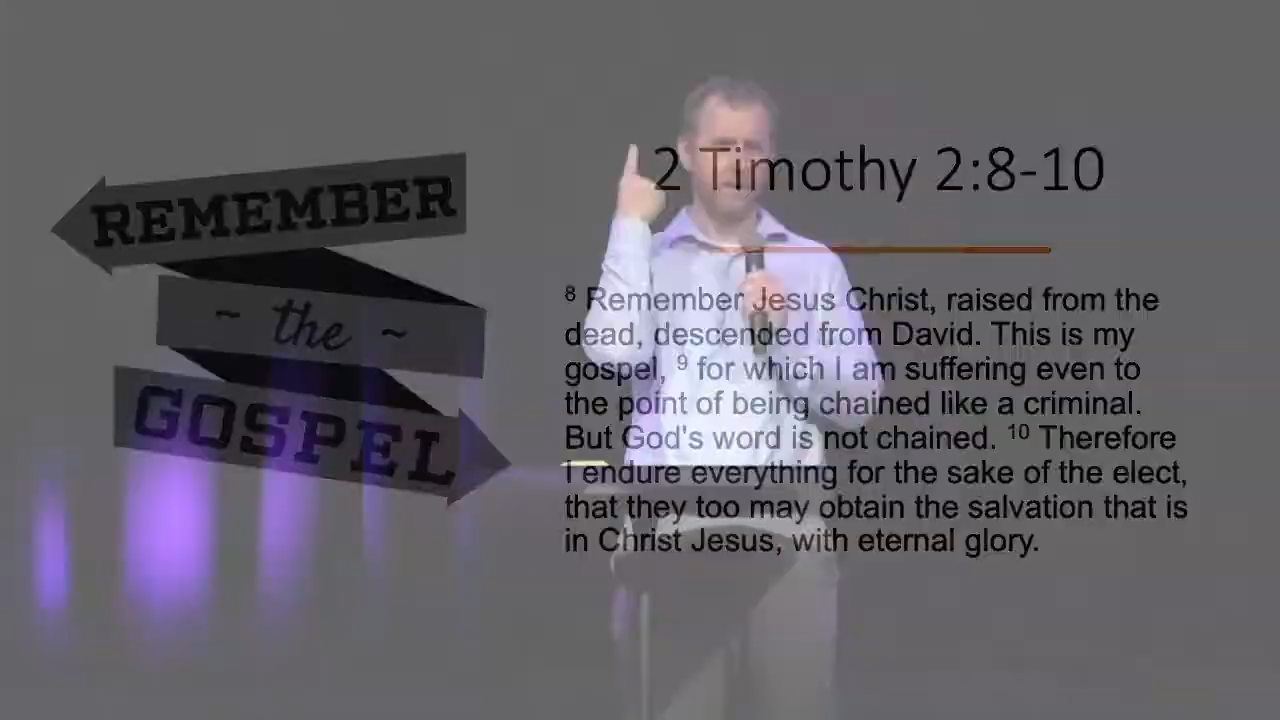 REMEMBER
~ the ~
GOSPEL
2 Timothy 2:8-10
8 Remember Jesus Christ, raised from the
dead, descended from David. This is my
gospel, 9 for which I am suffering even to
the point of being chained like a criminal.
But God's word is not chained. 10 Therefore
I endure everything for the sake of the elect,
that they too may obtain the salvation that is
in Christ Jesus, with eternal glory.